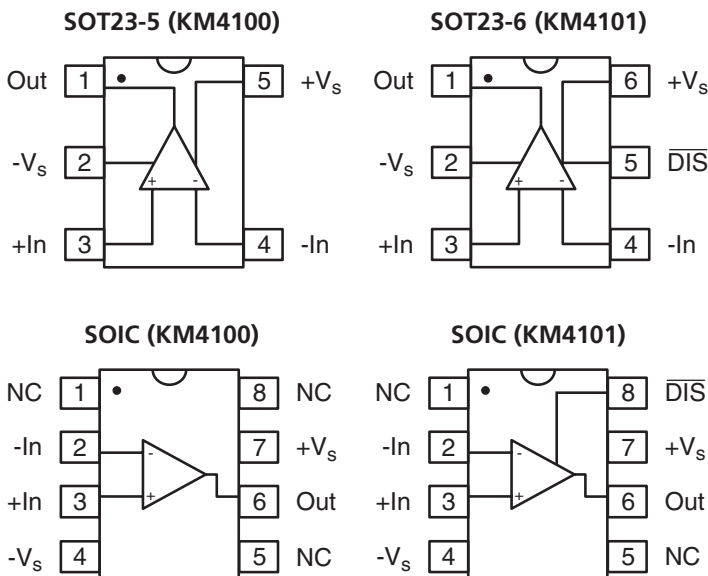 SOT23-5 (KM4100)
Out 1 5 +Vs
-Vs 2
+ -
+In 3 4 -In
SOT23-6 (KM4101)
Out 1 6 +Vs
-Vs 2 5 DIS
+ -
+In 3 4 -In
SOIC (KM4100)
NC 1 8 NC
-In 2 - 7 +Vs
+In 3 + 6 Out
-Vs 4 5 NC
SOIC (KM4101)
NC 1 8 DIS
-In 2 - 7 +Vs
+In 3 + 6 Out
-Vs 4 5 NC